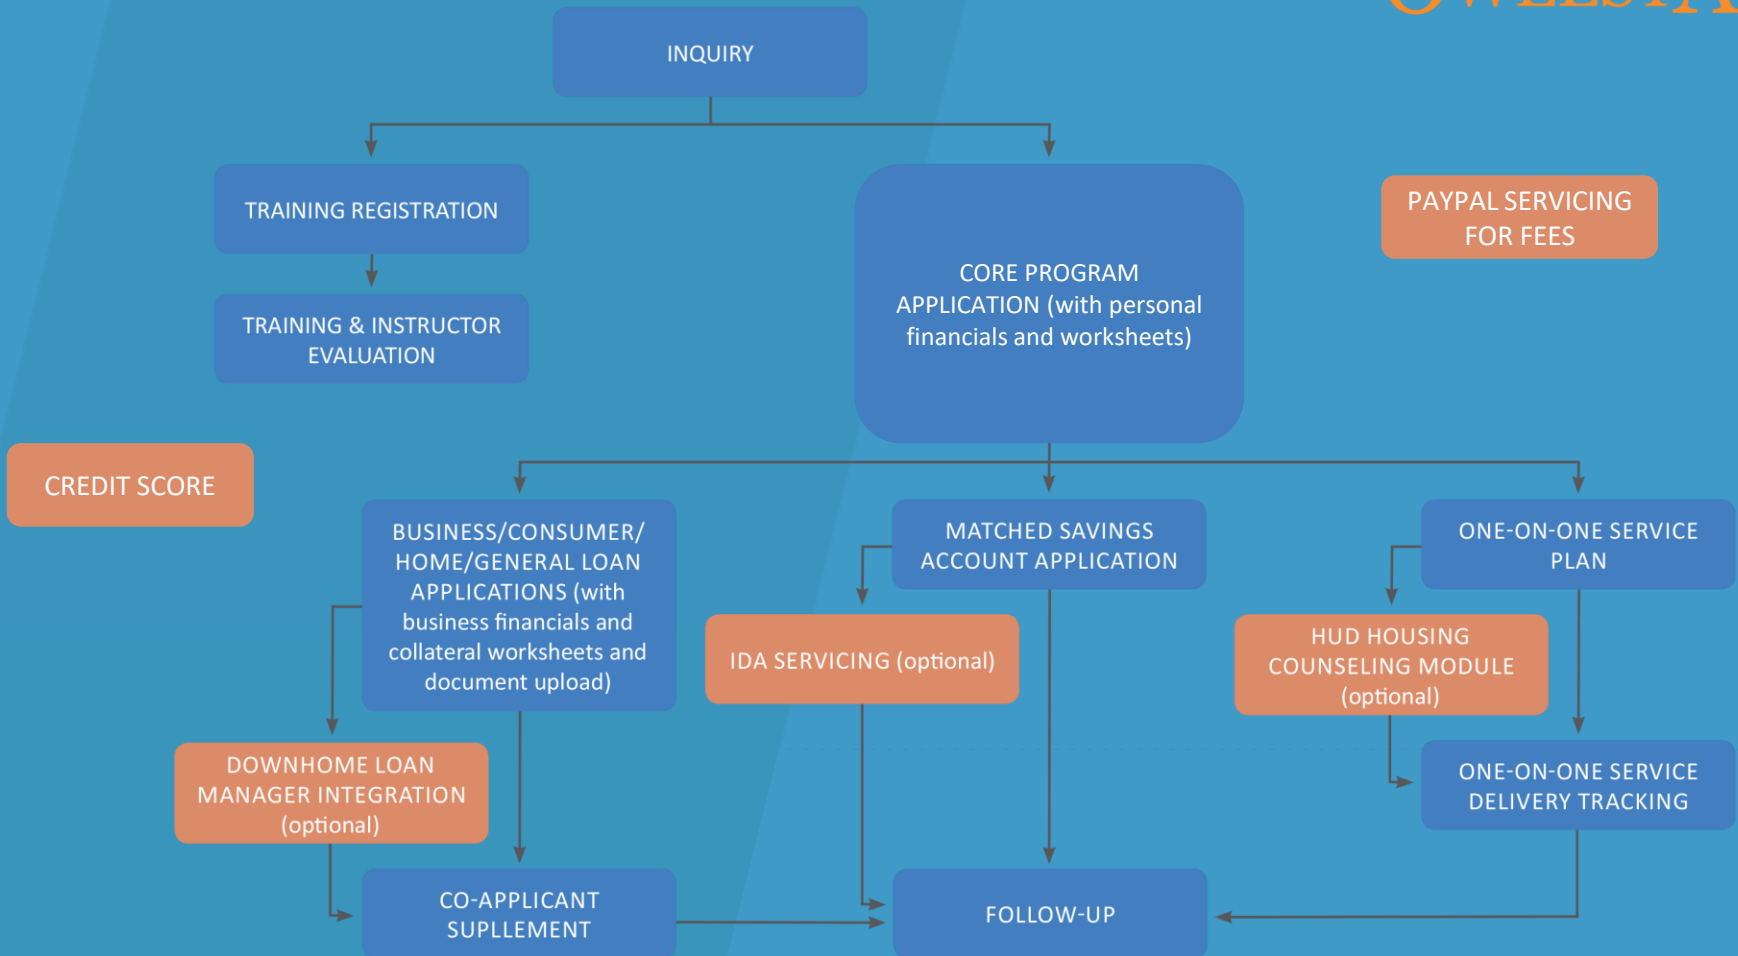 INQUIRY
TRAINING REGISTRATION
PAYPAL SERVICING
FOR FEES
CORE PROGRAM
APPLICATION (with personal
financials and worksheets)
TRAINING & INSTRUCTOR
EVALUATION
CREDIT SCORE
BUSINESS/CONSUMER/
HOME/GENERAL LOAN
APPLICATIONS (with
business financials and
collateral worksheets and
document upload)
MATCHED SAVINGS
ACCOUNT APPLICATION
ONE-ON-ONE SERVICE
PLAN
IDA SERVICING (optional)
HUD HOUSING
COUNSELING MODULE
(optional)
DOWNHOME LOAN
MANAGER INTEGRATION
(optional)
ONE-ON-ONE SERVICE
DELIVERY TRACKING
CO-APPLICANT
SUPLLEMENT
FOLLOW-UP